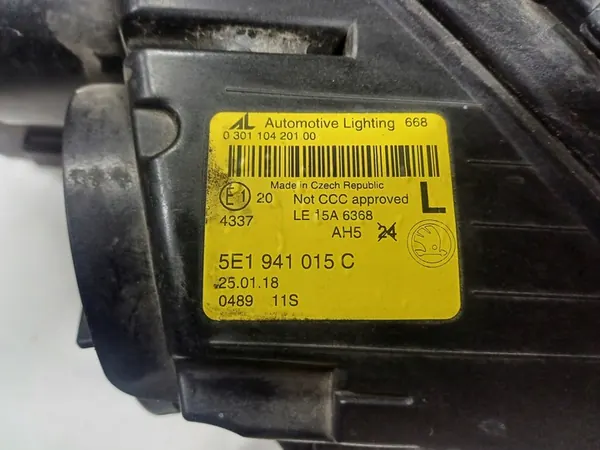 AL Automotive Lighting 668
0 301 104 201 00
Made in Czech Republic
E1 20 Not CCC approved L
4337 LE 15A 6368
AH5 24
5E1 941 015 C
25.01.18
0489 11S